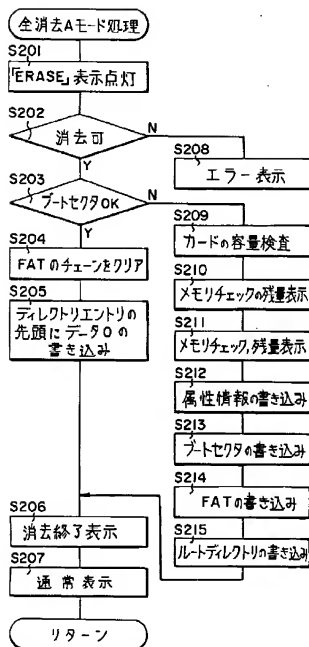 全消去Aモード処理
S201
「ERASE」表示点灯
S202
消去可
N
Y
S208
エラー表示
S203
ブートセクタOK
N
Y
S204
FATのチェーンをクリア
S205
ディレクトリエントリの
先頭にデータ0の
書き込み
S209
カードの容量検査
S210
メモリチェックの残量表示
S211
メモリチェック,残量表示
S212
属性情報の書き込み
S213
ブートセクタの書き込み
S214
FATの書き込み
S215
ルートディレクトリの書き込み
S206
消去終了表示
S207
通常表示
リターン